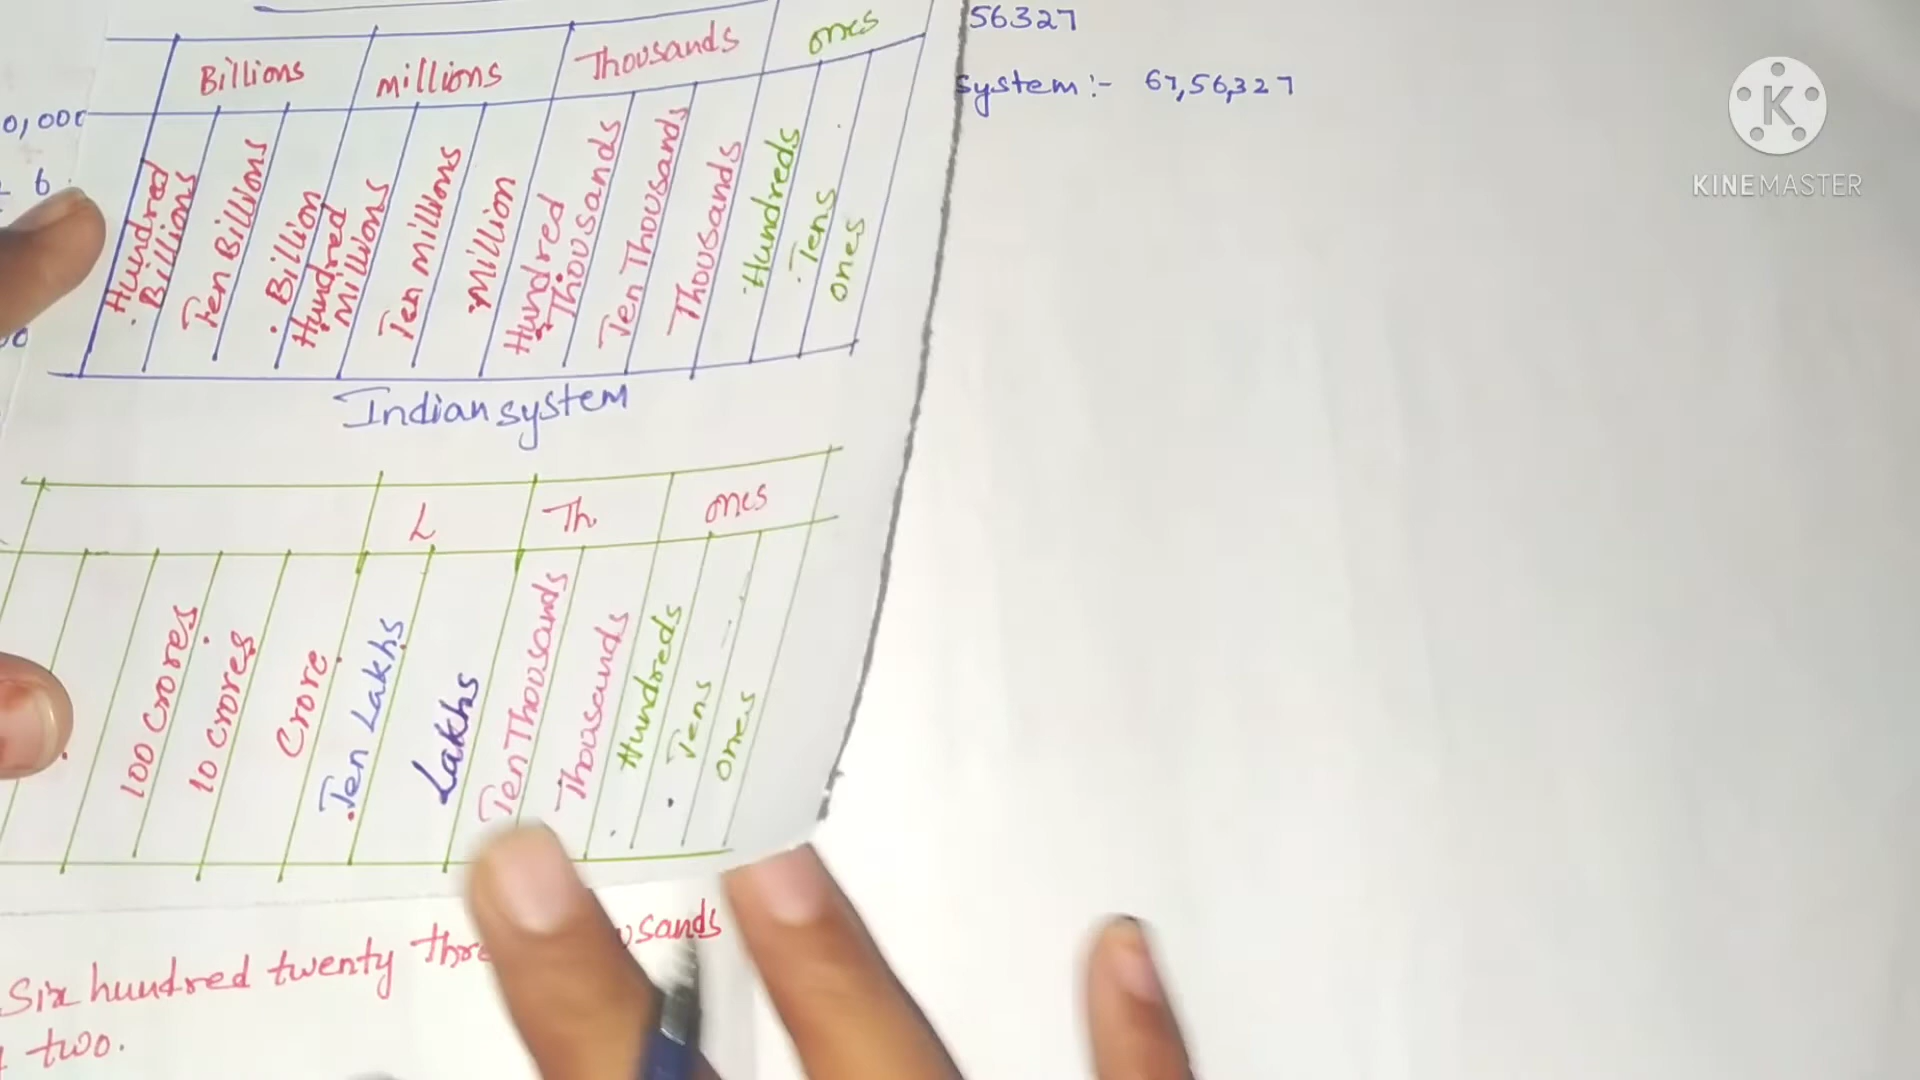 Billions millions Thousands ones
Hundred Billions Ten Billions Billion Hundred Millions Ten Millions Million Hundred Thousands Ten Thousands Thousands Hundreds Tens ones
Indian system
L Th ones
100 crores 10 crores Crore Ten Lakhs Lakhs Ten Thousands Thousands Hundreds Tens ones
Six hundred twenty
two.
0,000
6
56327
system :- 67,56,327
K
KINEMASTER